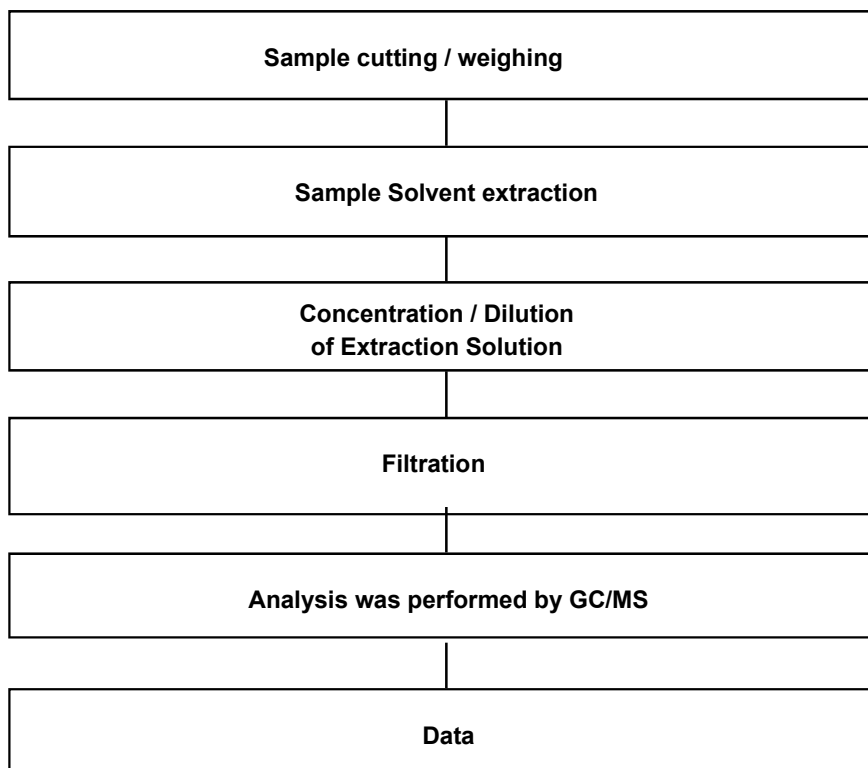 Sample cutting / weighing
Sample Solvent extraction
Concentration / Dilution
of Extraction Solution
Filtration
Analysis was performed by GC/MS
Data